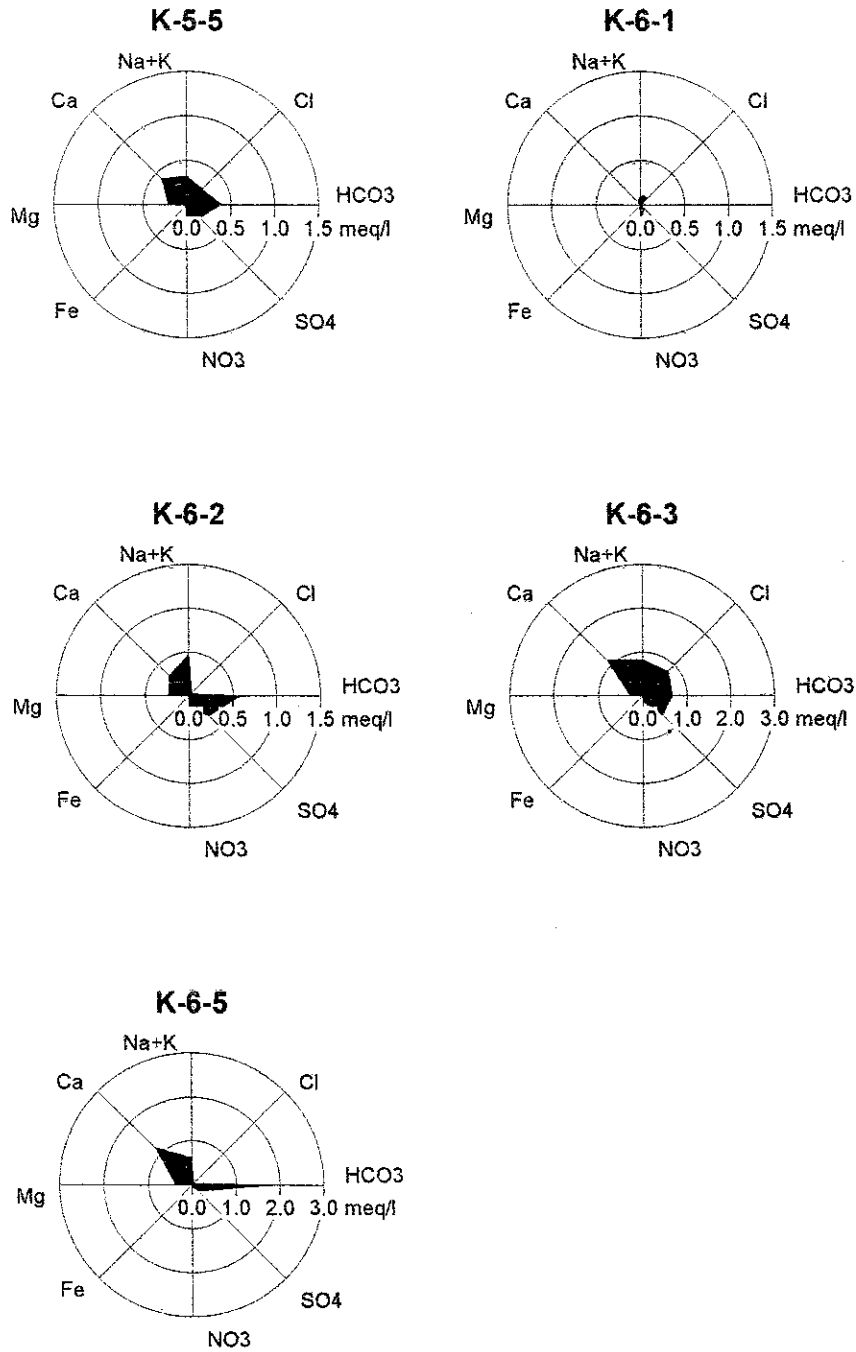 K-5-5
Na+K
Cl
Ca
HCO3
Mg
0.0 0.5 1.0 1.5 meq/l
Fe
SO4
NO3
K-6-1
Na+K
Cl
Ca
HCO3
Mg
0.0 0.5 1.0 1.5 meq/l
Fe
SO4
NO3
K-6-2
Na+K
Cl
Ca
HCO3
Mg
0.0 0.5 1.0 1.5 meq/l
Fe
SO4
NO3
K-6-3
Na+K
Cl
Ca
HCO3
Mg
0.0 1.0 2.0 3.0 meq/l
Fe
SO4
NO3
K-6-5
Na+K
Cl
Ca
HCO3
Mg
0.0 1.0 2.0 3.0 meq/l
Fe
SO4
NO3